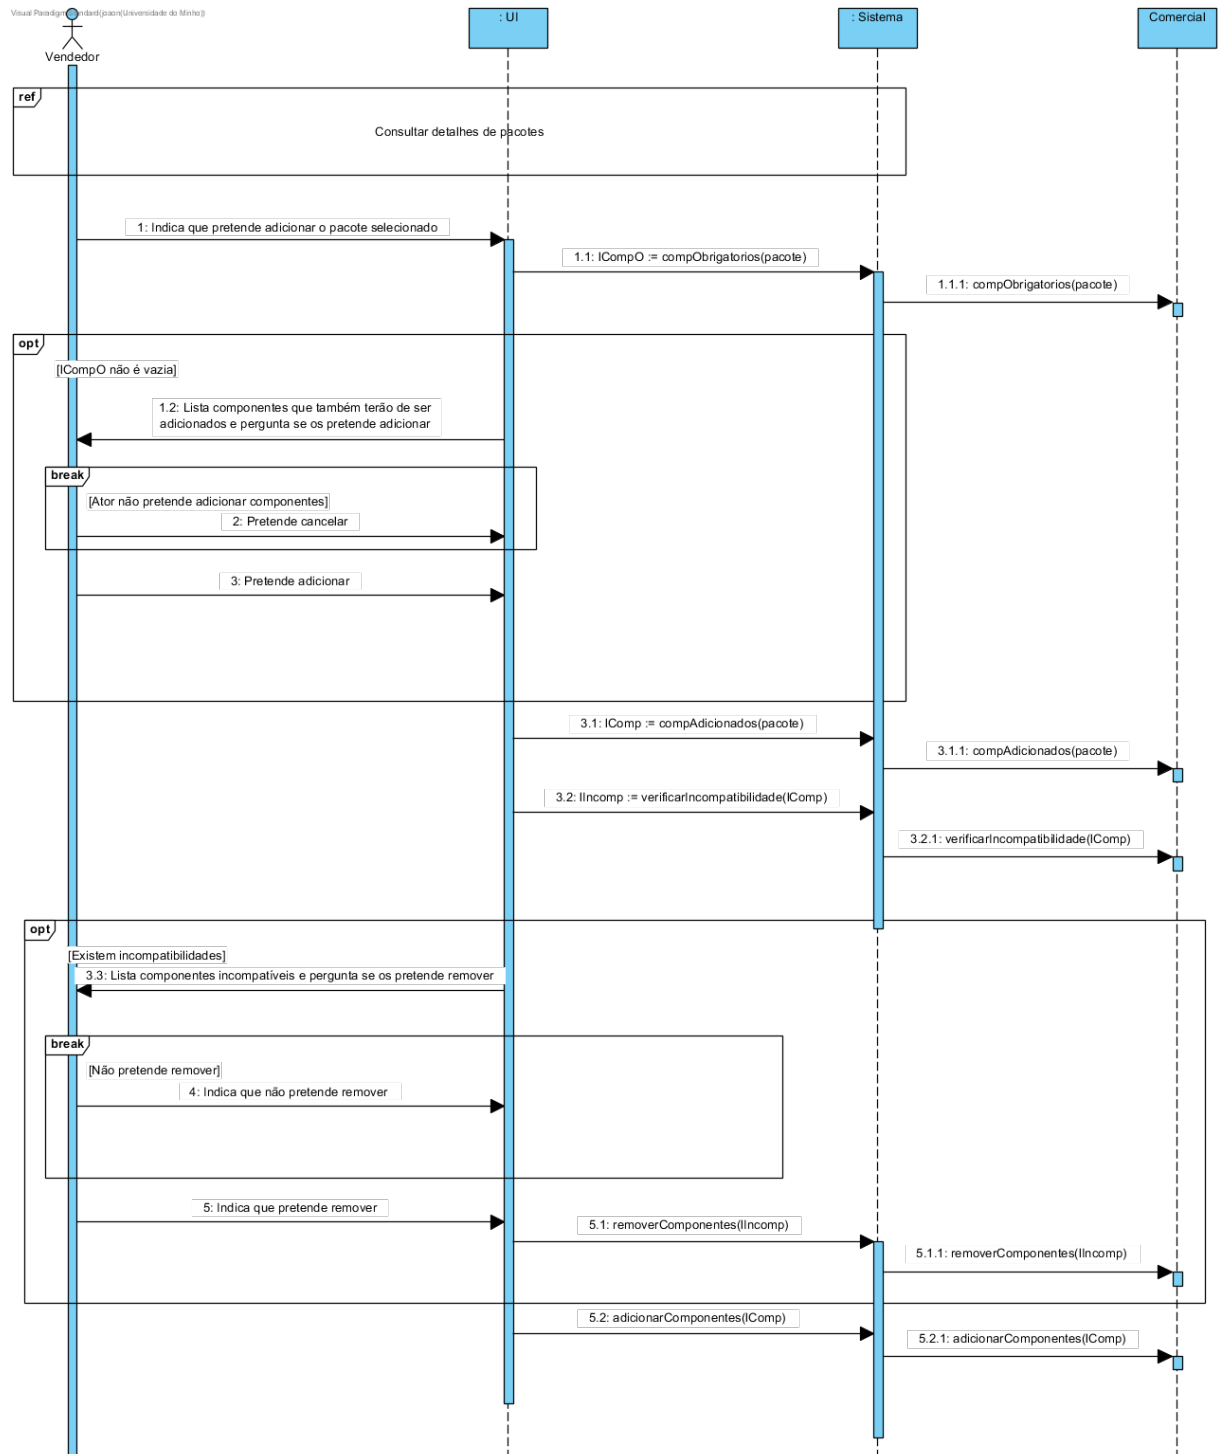 Vendedor
: UI
: Sistema
Comercial
ref
Consultar detalhes de pacotes
1: Indica que pretende adicionar o pacote selecionado
1.1: lCompO := compObrigatorios(pacote)
1.1.1: compObrigatorios(pacote)
opt
[lCompO não é vazia]
1.2: Lista componentes que também terão de ser
adicionados e pergunta se os pretende adicionar
break
[Ator não pretende adicionar componentes]
2: Pretende cancelar
3: Pretende adicionar
3.1: lComp := compAdicionados(pacote)
3.1.1: compAdicionados(pacote)
3.2: lIncomp := verificarIncompatibilidade(lComp)
3.2.1: verificarIncompatibilidade(lComp)
opt
[Existem incompatibilidades]
3.3: Lista componentes incompatíveis e pergunta se os pretende remover
break
[Não pretende remover]
4: Indica que não pretende remover
5: Indica que pretende remover
5.1: removerComponentes(lIncomp)
5.1.1: removerComponentes(lIncomp)
5.2: adicionarComponentes(lComp)
5.2.1: adicionarComponentes(lComp)